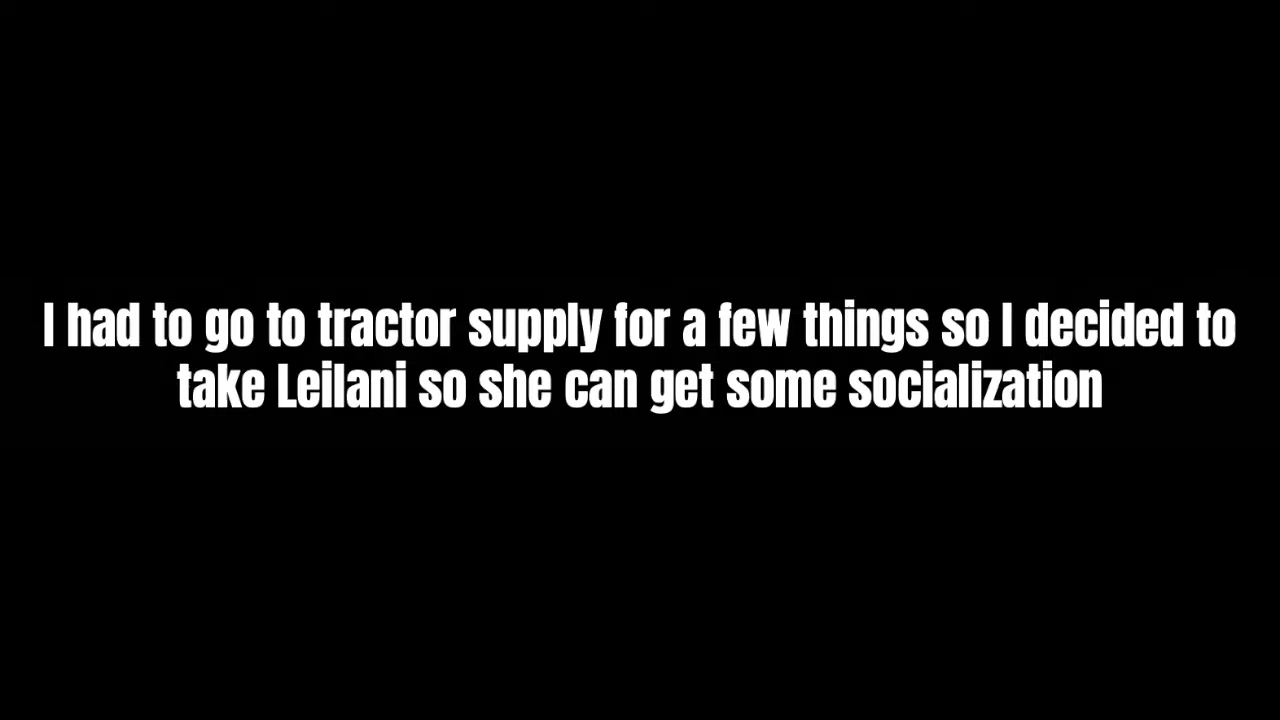 I had to go to tractor supply for a few things so I decided to
take Leilani so she can get some socialization